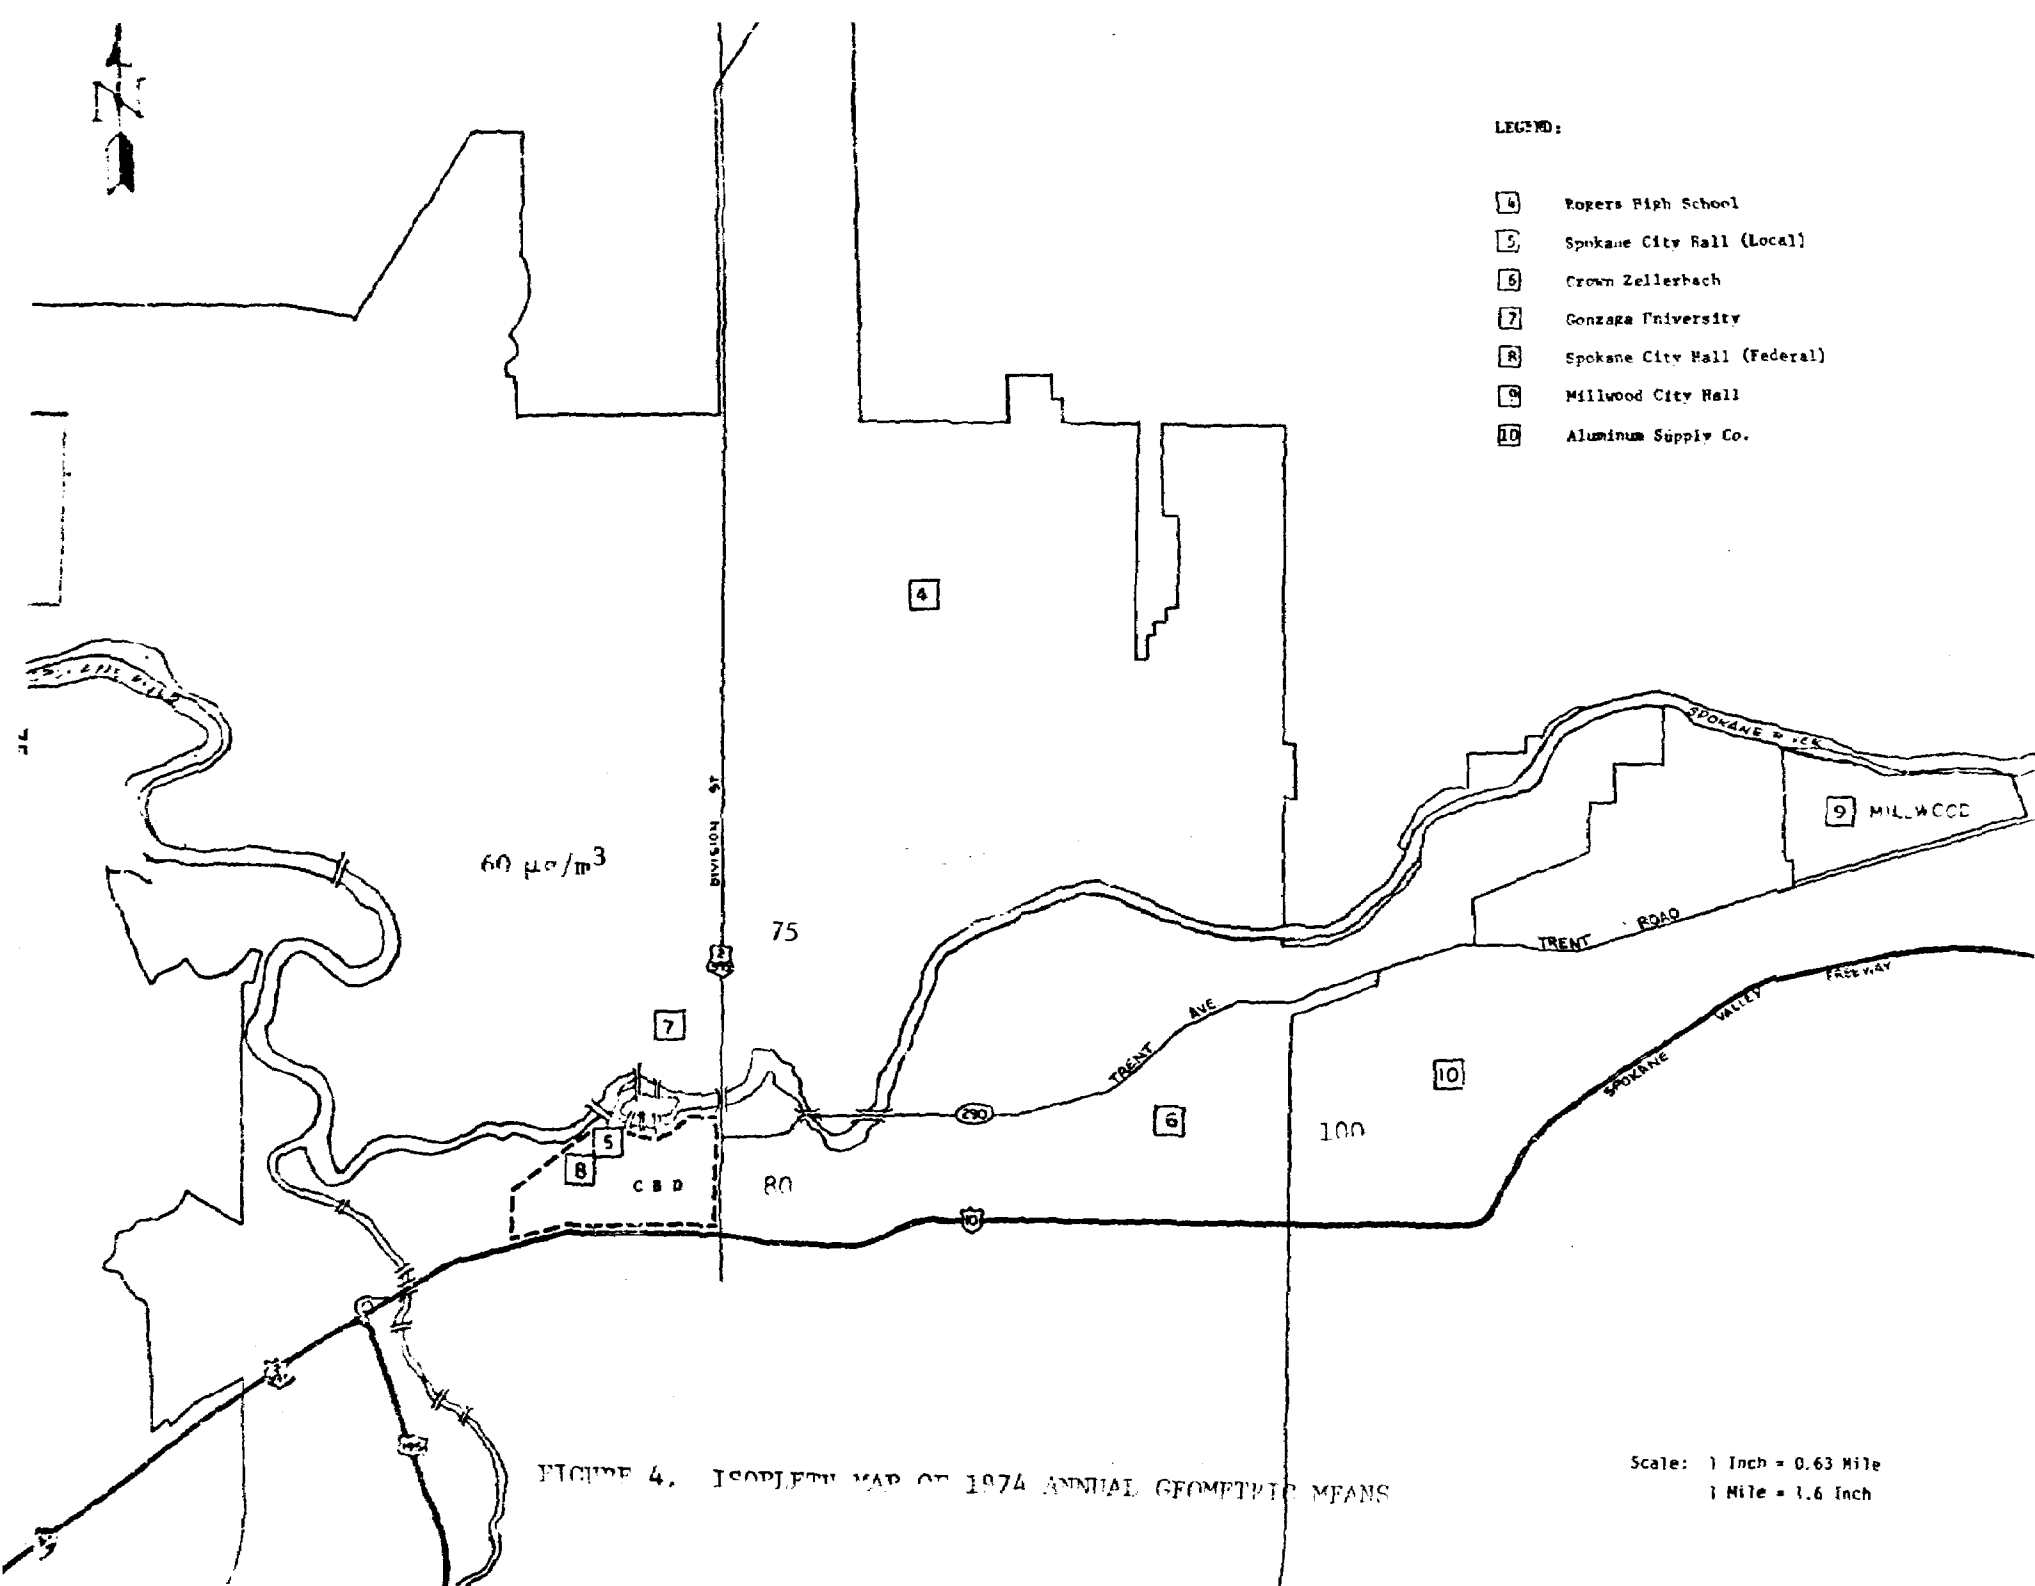 N
LEGEND:
4 Rogers High School
5 Spokane City Hall (Local)
6 Crown Zellerbach
7 Gonzaga University
8 Spokane City Hall (Federal)
9 Millwood City Hall
10 Aluminum Supply Co.
4
SPOKANE
9 MILLWOOD
DIVISION ST
60 µg/m³
75
2
TRENT ROAD
SPOKANE VALLEY FREEWAY
7
TRENT AVE
10
290
6
100
5
8
CBD
80
10
FIGURE 4. ISOPLETH MAP OF 1974 ANNUAL GEOMETRIC MEANS
Scale: 1 Inch = 0.63 Mile
1 Mile = 1.6 Inch